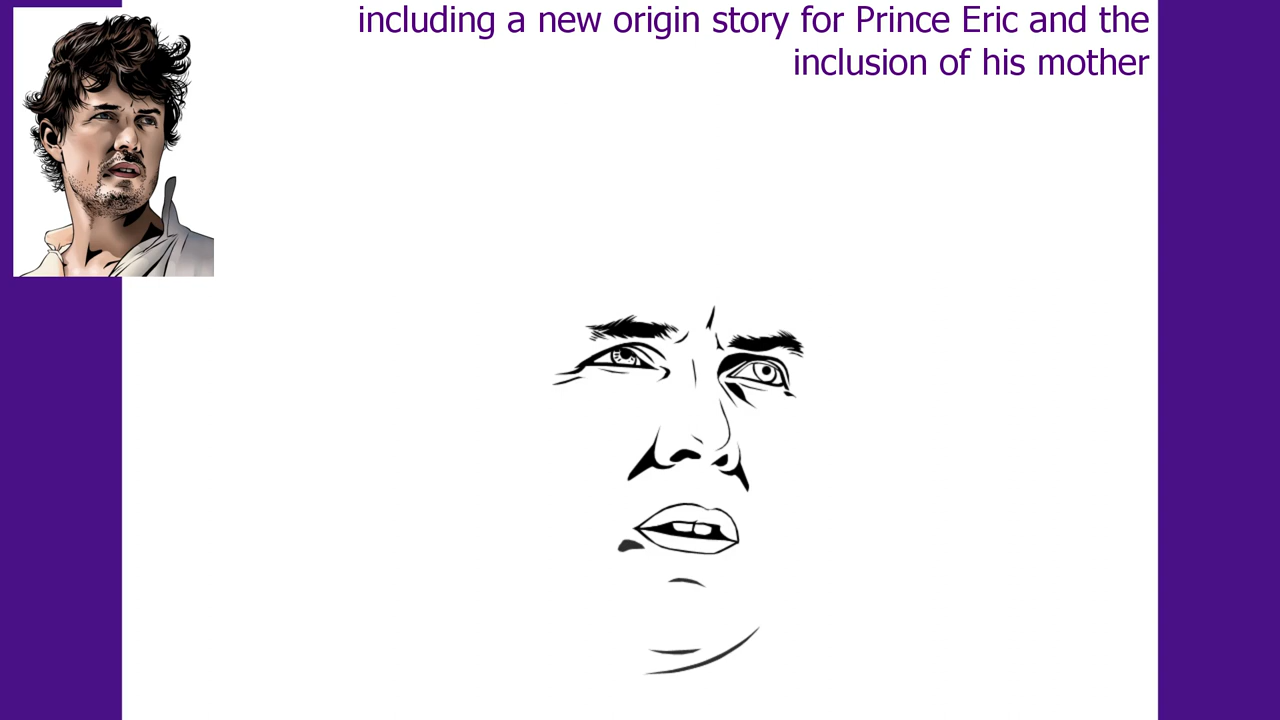 including a new origin story for Prince Eric and the
inclusion of his mother